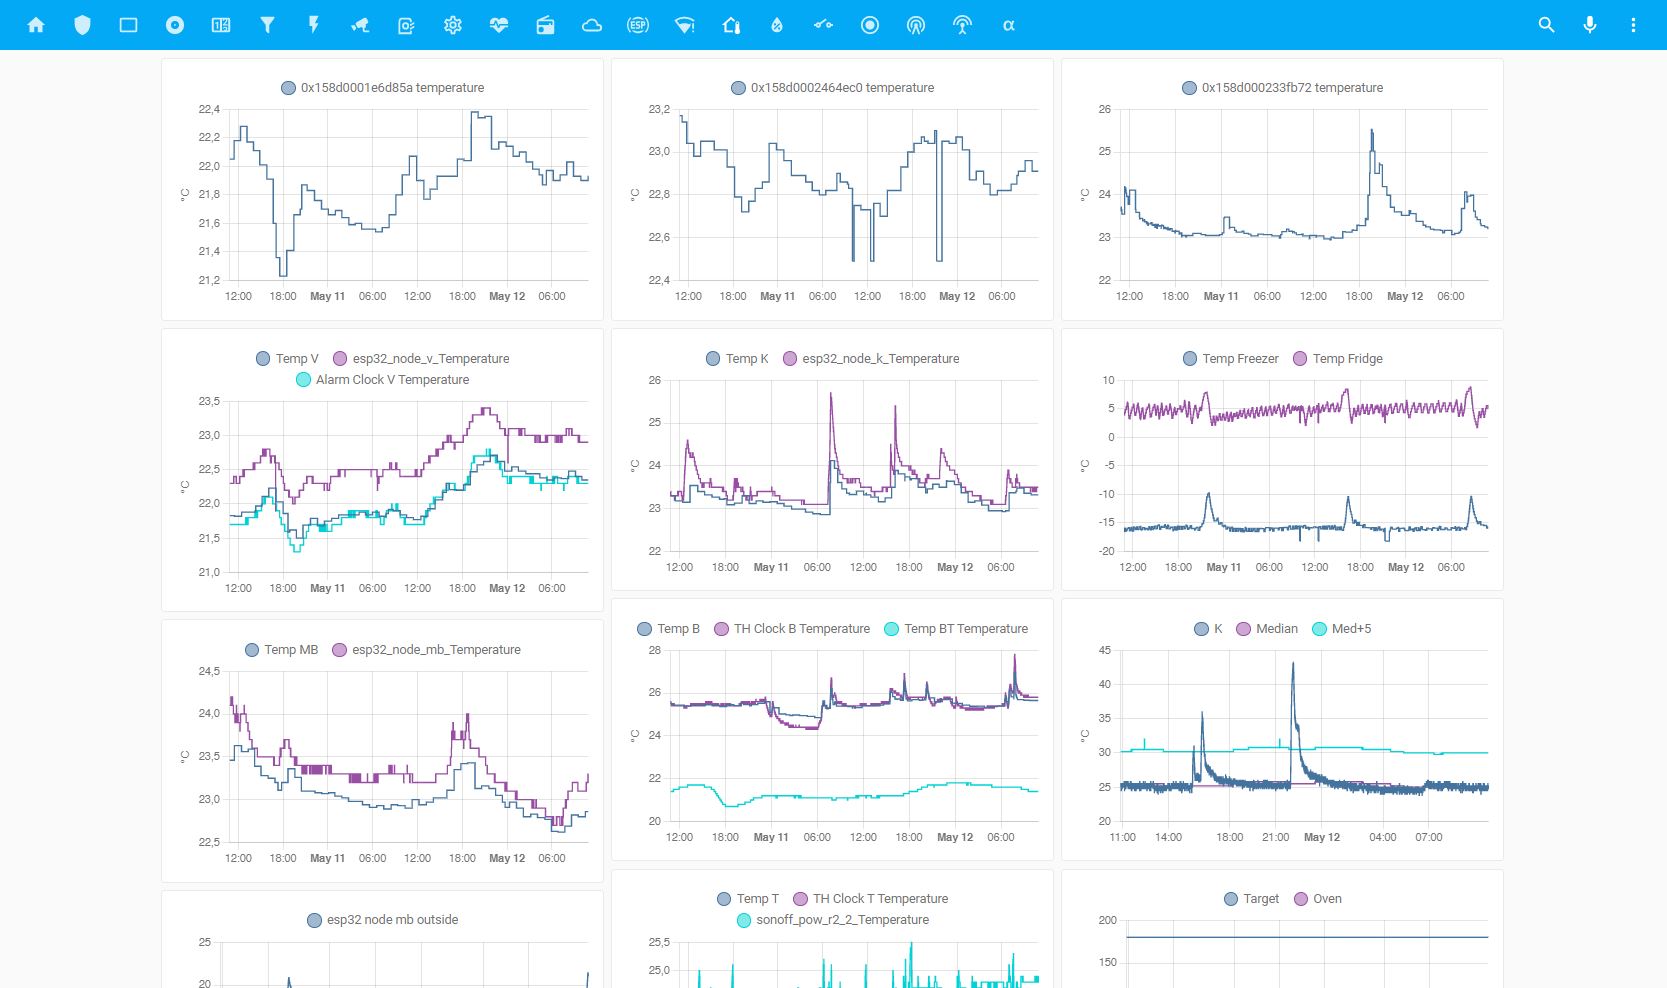 12
ESP
α
0x158d0001e6d85a temperature
22,4
22,2
22,0
21,8
21,6
21,4
21,2
°C
12:00 18:00 May 11 06:00 12:00 18:00 May 12 06:00
0x158d0002464ec0 temperature
23,2
23,0
22,8
22,6
22,4
°C
12:00 18:00 May 11 06:00 12:00 18:00 May 12 06:00
0x158d000233fb72 temperature
26
25
24
23
22
°C
12:00 18:00 May 11 06:00 12:00 18:00 May 12 06:00
Temp V esp32_node_v_Temperature
Alarm Clock V Temperature
23,5
23,0
22,5
22,0
21,5
21,0
°C
12:00 18:00 May 11 06:00 12:00 18:00 May 12 06:00
Temp K esp32_node_k_Temperature
26
25
24
23
22
°C
12:00 18:00 May 11 06:00 12:00 18:00 May 12 06:00
Temp Freezer Temp Fridge
10
5
0
-5
-10
-15
-20
°C
12:00 18:00 May 11 06:00 12:00 18:00 May 12 06:00
Temp MB esp32_node_mb_Temperature
24,5
24,0
23,5
23,0
22,5
°C
12:00 18:00 May 11 06:00 12:00 18:00 May 12 06:00
Temp B TH Clock B Temperature Temp BT Temperature
28
26
24
22
20
°C
12:00 18:00 May 11 06:00 12:00 18:00 May 12 06:00
K Median Med+5
45
40
35
30
25
20
°C
11:00 14:00 18:00 21:00 May 12 04:00 07:00
esp32 node mb outside
25
20
Temp T TH Clock T Temperature
sonoff_pow_r2_2_Temperature
25,5
25,0
Target Oven
200
150